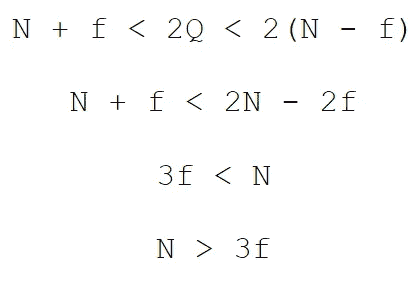 N + f < 2Q < 2(N - f)
N + f < 2N - 2f
3f < N
N > 3f